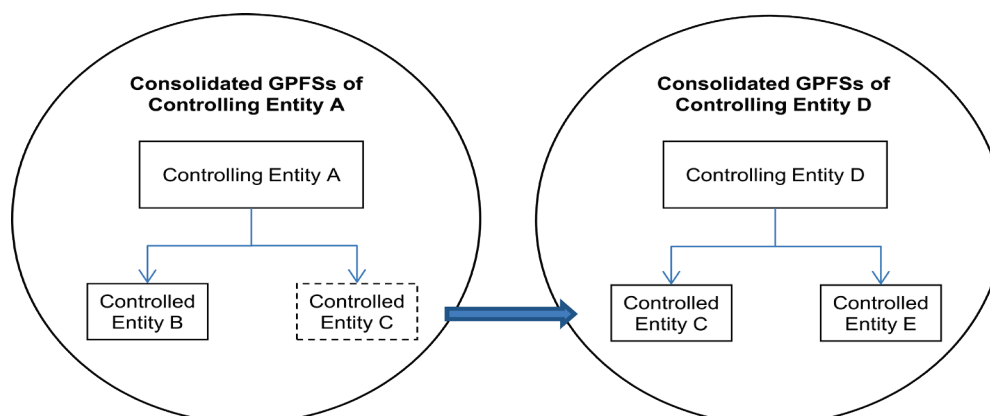 Consolidated GPFSs of
Controlling Entity A
Controlling Entity A
Controlled
Entity B
Controlled
Entity C
Consolidated GPFSs of
Controlling Entity D
Controlling Entity D
Controlled
Entity C
Controlled
Entity E